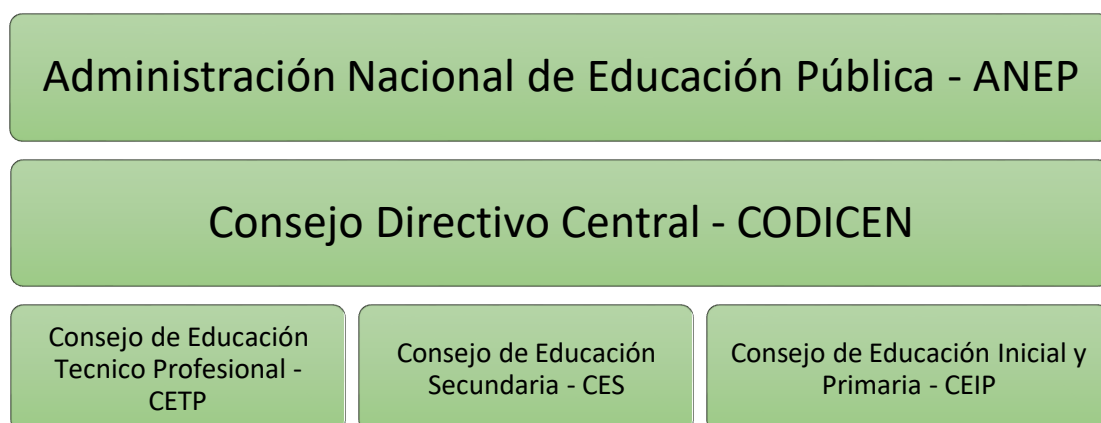 Administración Nacional de Educación Pública - ANEP
Consejo Directivo Central - CODICEN
Consejo de Educación
Tecnico Profesional -
CETP
Consejo de Educación
Secundaria - CES
Consejo de Educación Inicial y
Primaria - CEIP